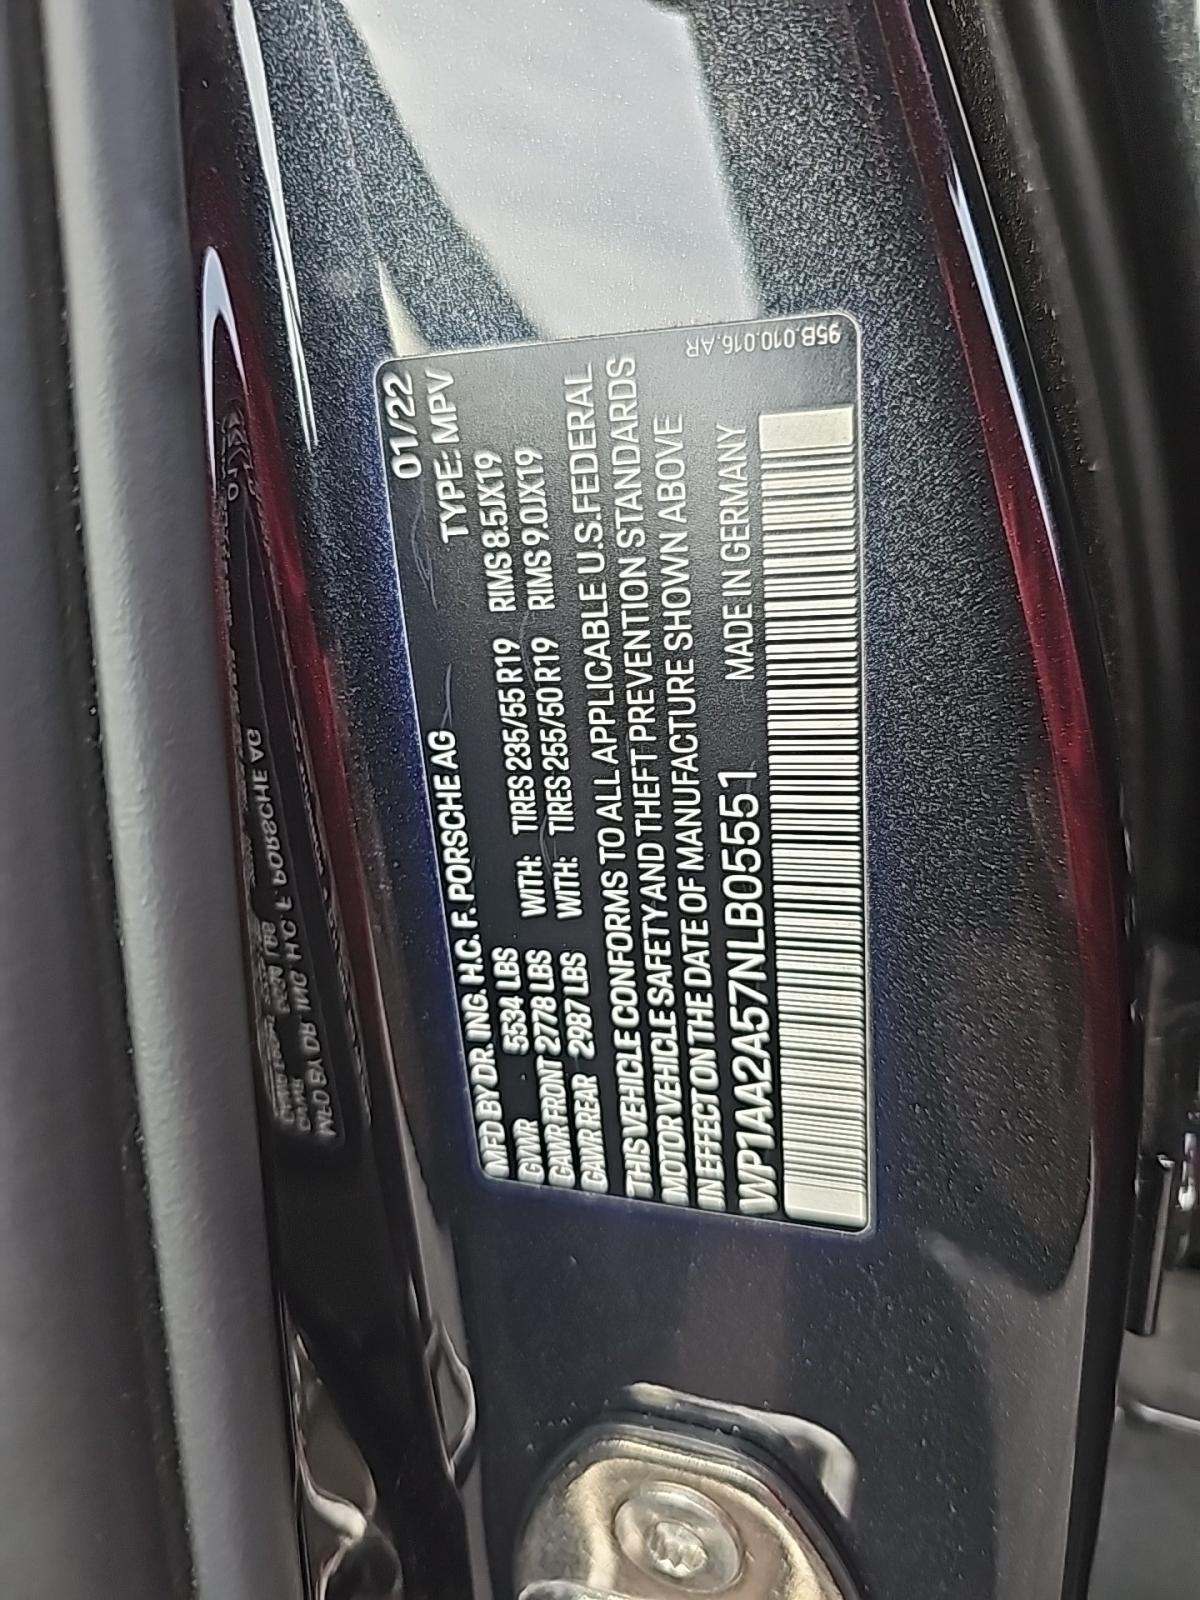 01/22
MFD BY DR. ING. H.C. F. PORSCHE AG TYPE: MPV
GVWR 5534 LBS
GAWR FRONT 2778 LBS WITH: TIRES 235/55 R19 RIMS 8.5JX19
GAWR REAR 2987 LBS WITH: TIRES 255/50 R19 RIMS 9.0JX19
THIS VEHICLE CONFORMS TO ALL APPLICABLE U.S. FEDERAL
MOTOR VEHICLE SAFETY AND THEFT PREVENTION STANDARDS
IN EFFECT ON THE DATE OF MANUFACTURE SHOWN ABOVE
WP1AA2A57NLB05551 MADE IN GERMANY
95B.010.016.AR